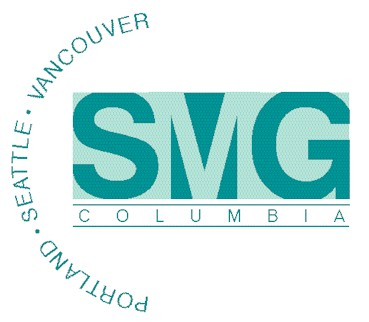 PORTLAND • SEATTLE • VANCOUVER
SMG
COLUMBIA